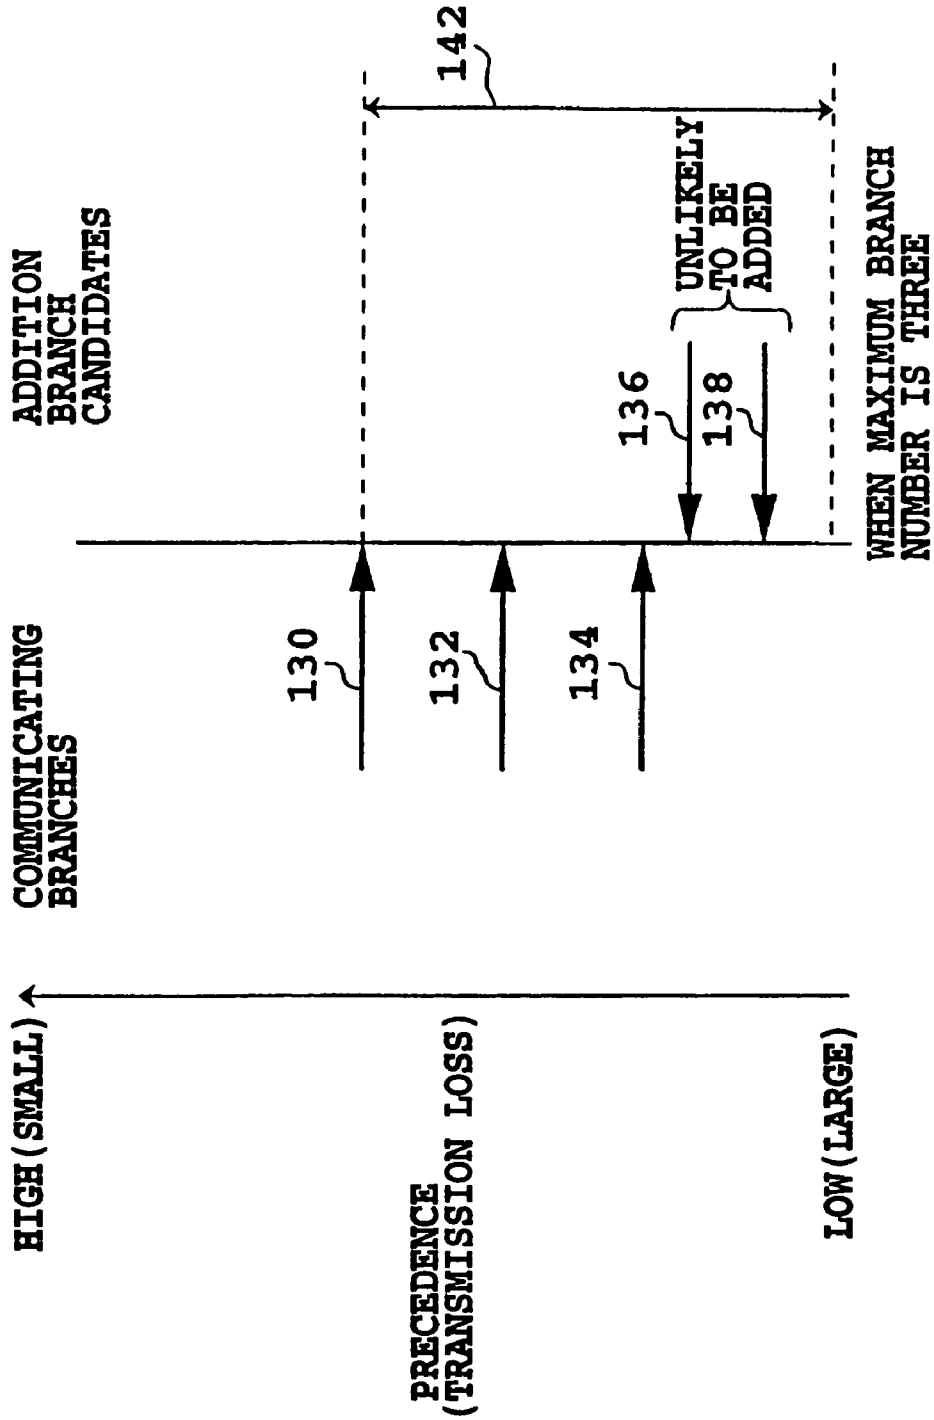 HIGH(SMALL)
PRECEDENCE
(TRANSMISSION LOSS)
LOW(LARGE)
COMMUNICATING
BRANCHES
130
132
134
ADDITION
BRANCH
CANDIDATES
136
138
UNLIKELY
TO BE
ADDED
142
WHEN MAXIMUM BRANCH
NUMBER IS THREE